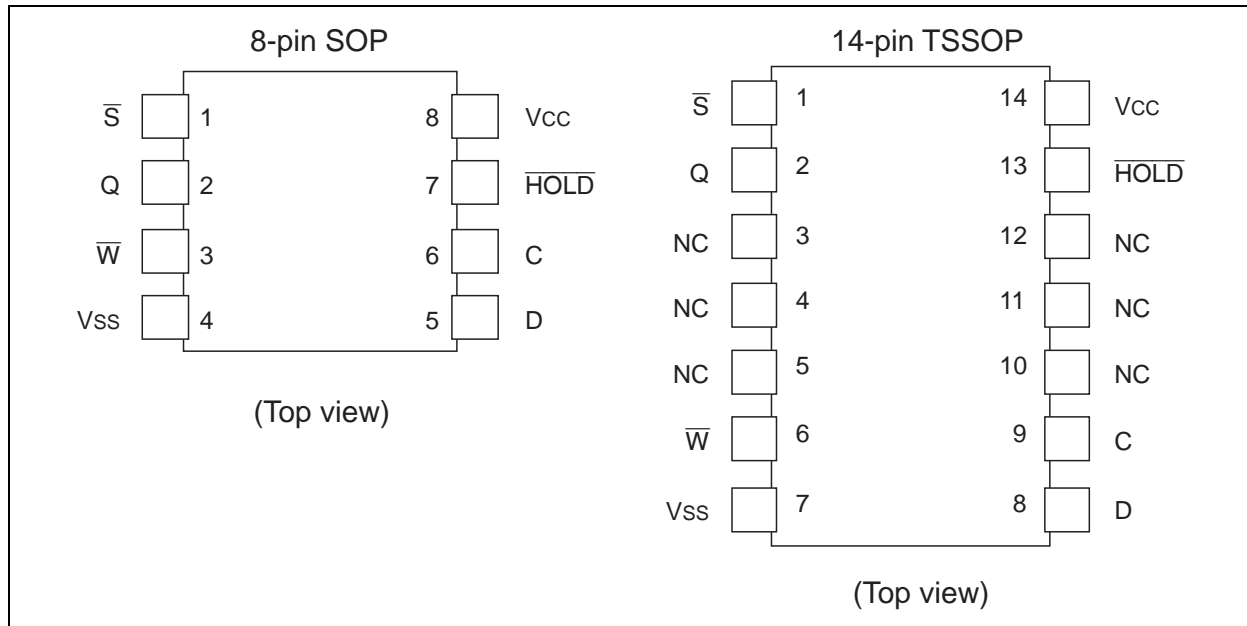 8-pin SOP
S̅ 1 8 VCC
Q 2 7 H̅O̅L̅D̅
W̅ 3 6 C
VSS 4 5 D
(Top view)
14-pin TSSOP
S̅ 1 14 VCC
Q 2 13 H̅O̅L̅D̅
NC 3 12 NC
NC 4 11 NC
NC 5 10 NC
W̅ 6 9 C
VSS 7 8 D
(Top view)